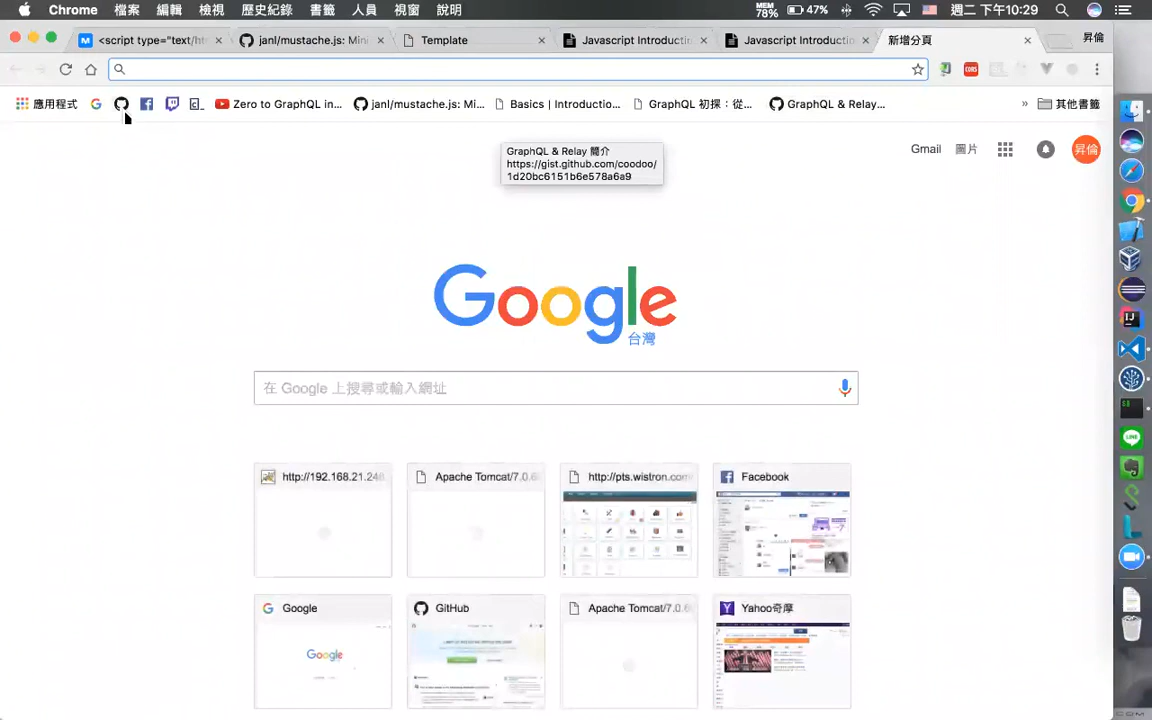 Chrome 檔案 編輯 檢視 歷史紀錄 書籤 人員 視窗 說明 MEM 78% 47% 週二 下午10:29
<script type="text/ht
janl/mustache.js: Min
Template
Javascript Introductio
Javascript Introductio
新增分頁
昇倫
應用程式
Zero to GraphQL in...
janl/mustache.js: Mi...
Basics | Introductio...
GraphQL 初探：從...
GraphQL & Relay...
» 其他書籤
GraphQL & Relay 簡介
https://gist.github.com/coodoo/
1d20bc6151b6e578a6a9
Gmail 圖片 昇倫
Google
台灣
在 Google 上搜尋或輸入網址
http://192.168.21.246
Apache Tomcat/7.0.6
http://pts.wistron.com
Facebook
Google
GitHub
Apache Tomcat/7.0.6
Yahoo奇摩
Google